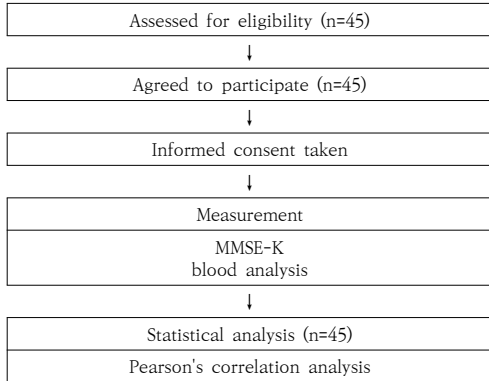 Assessed for eligibility (n=45)
↓
Agreed to participate (n=45)
↓
Informed consent taken
↓
Measurement
MMSE-K
blood analysis
↓
Statistical analysis (n=45)
Pearson's correlation analysis